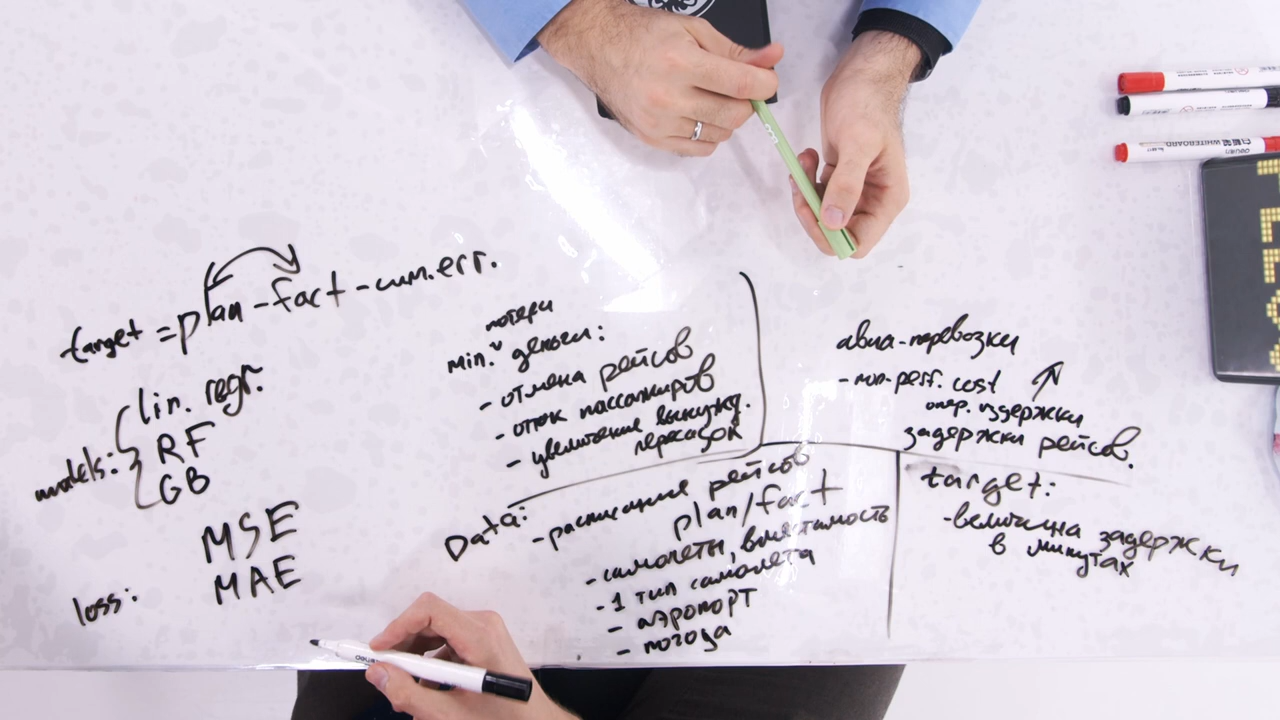 target = plan - fact - cum.err.
models:
lin. regr.
RF
GB
loss:
MSE
MAE
потери
min. деньги:
- отмена рейсов
- отток пассажиров
- увеличение вынужд.
пересадок
авиа-перевозки
- non-perf. cost
опер. издержки
задержки рейсов.
Data:
- расписание рейсов
plan/fact
- самолеты, вместимость
- 1 тип самолета
- аэропорт
- погода
target:
- величина задержки
в минутах
WHITEBOARD